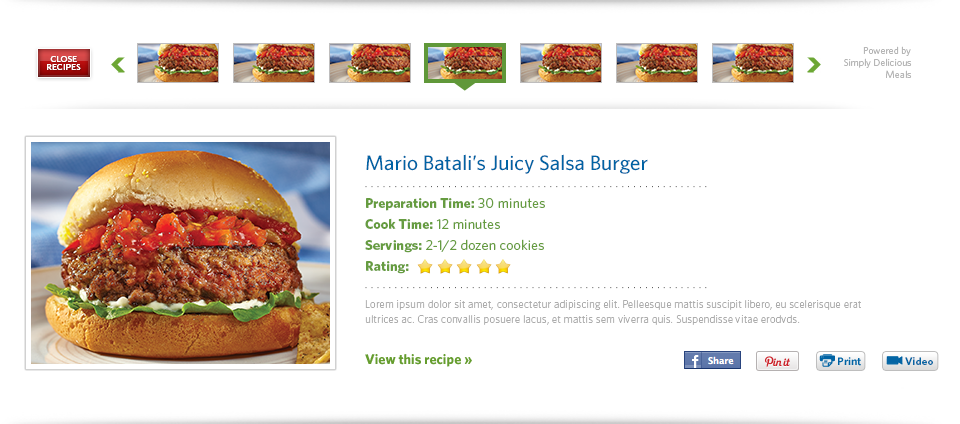 CLOSE
RECIPES
Powered by
Simply Delicious
Meals
Mario Batali's Juicy Salsa Burger
Preparation Time: 30 minutes
Cook Time: 12 minutes
Servings: 2-1/2 dozen cookies
Rating:
Lorem ipsum dolor sit amet, consectetur adipiscing elit. Pelleesque mattis suscipit libero, eu scelerisque erat
ultrices ac. Cras convallis posuere lacus, et mattis sem viverra quis. Suspendisse vitae erodvds.
View this recipe »
f Share
Pin it
Print
Video